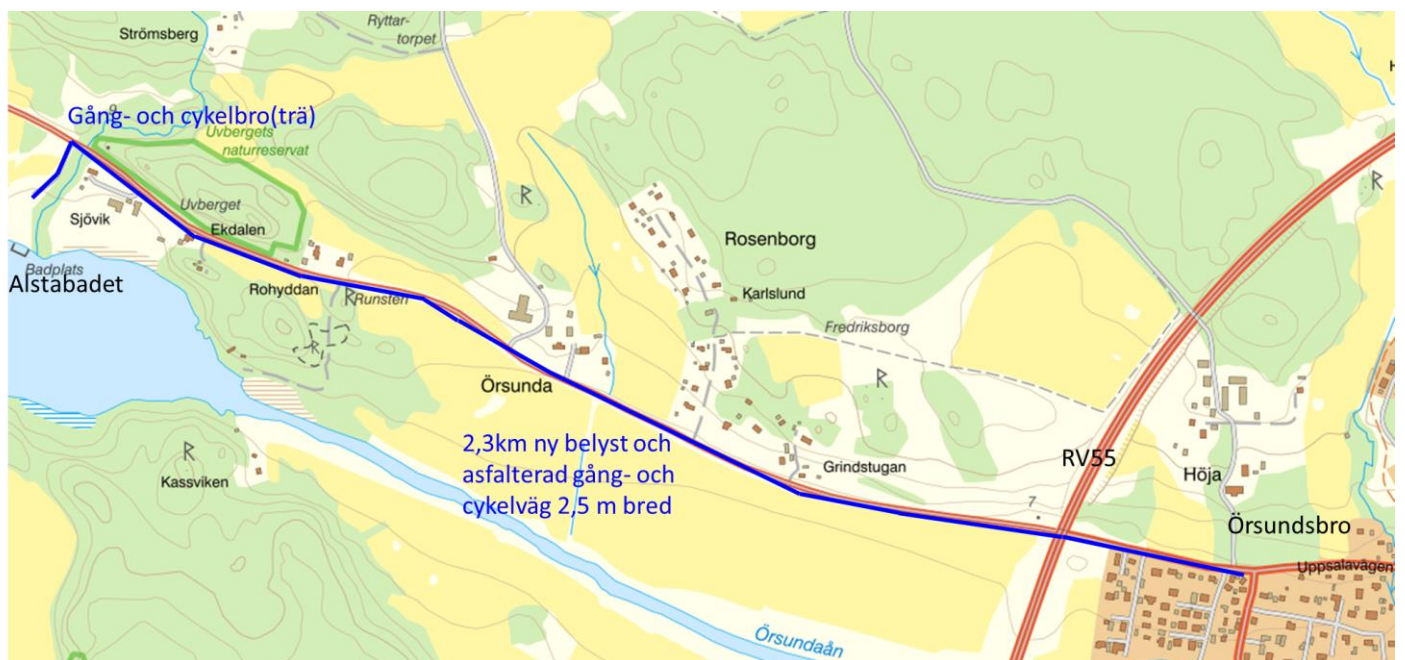 Strömsberg
Ryttar-
torpet
9
Gång- och cykelbro(trä)
Uvbergets
naturreservat
Uvberget
Sjövik
Ekdalen
Badplats
Alstabadet
Rohyddan
Runsten
Rosenborg
Karlslund
Fredriksborg
Örsunda
2,3km ny belyst och
asfalterad gång- och
cykelväg 2,5 m bred
Kassviken
Grindstugan
7
RV55
Höja
Örsundsbro
Uppsalavägen
Örsundaån
H